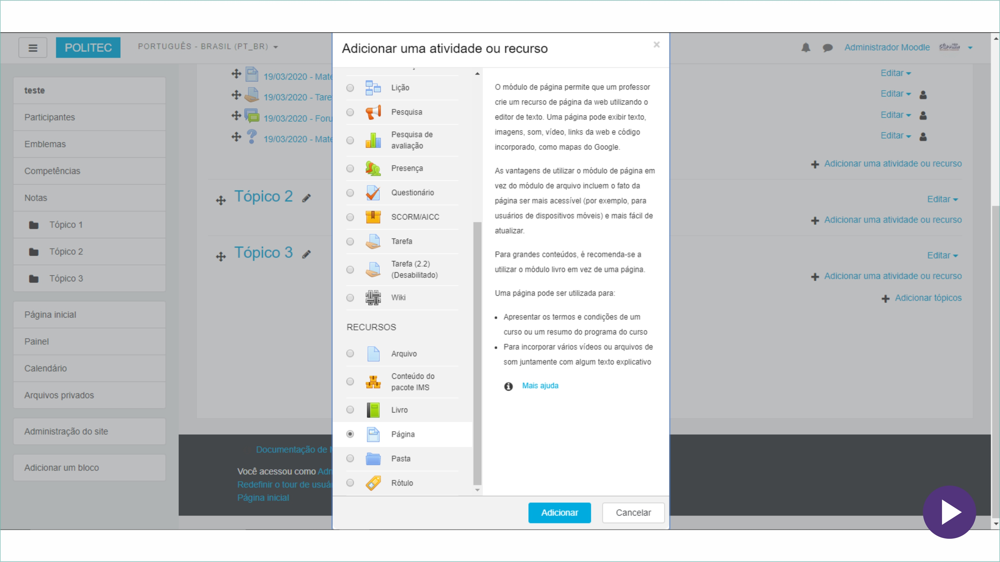 POLITEC
PORTUGUÊS - BRASIL (PT_BR)
Administrador Moodle
teste
Participantes
Emblemas
Competências
Notas
Tópico 1
Tópico 2
Tópico 3
Página inicial
Painel
Calendário
Arquivos privados
Administração do site
Adicionar um bloco
19/03/2020 - Mate
19/03/2020 - Tare
19/03/2020 - Foru
19/03/2020 - Mate
Tópico 2
Tópico 3
Documentação de
Você acessou como Adm
Redefinir o tour de usuá
Página inicial
Adicionar uma atividade ou recurso
Lição
Pesquisa
Pesquisa de
avaliação
Presença
Questionário
SCORM/AICC
Tarefa
Tarefa (2.2)
(Desabilitado)
Wiki
RECURSOS
Arquivo
Conteúdo do
pacote IMS
Livro
Página
Pasta
Rótulo
O módulo de página permite que um professor
crie um recurso de página da web utilizando o
editor de texto. Uma página pode exibir texto,
imagens, som, vídeo, links da web e código
incorporado, como mapas do Google.
As vantagens de utilizar o módulo de página em
vez do módulo de arquivo incluem o fato da
página ser mais acessível (por exemplo, para
usuários de dispositivos móveis) e mais fácil de
atualizar.
Para grandes conteúdos, é recomenda-se a
utilizar o módulo livro em vez de uma página.
Uma página pode ser utilizada para:
Apresentar os termos e condições de um
curso ou um resumo do programa do curso
Para incorporar vários vídeos ou arquivos de
som juntamente com algum texto explicativo
Mais ajuda
Adicionar
Cancelar
Editar
Editar
Editar
Editar
Adicionar uma atividade ou recurso
Editar
Adicionar uma atividade ou recurso
Editar
Adicionar uma atividade ou recurso
Adicionar tópicos